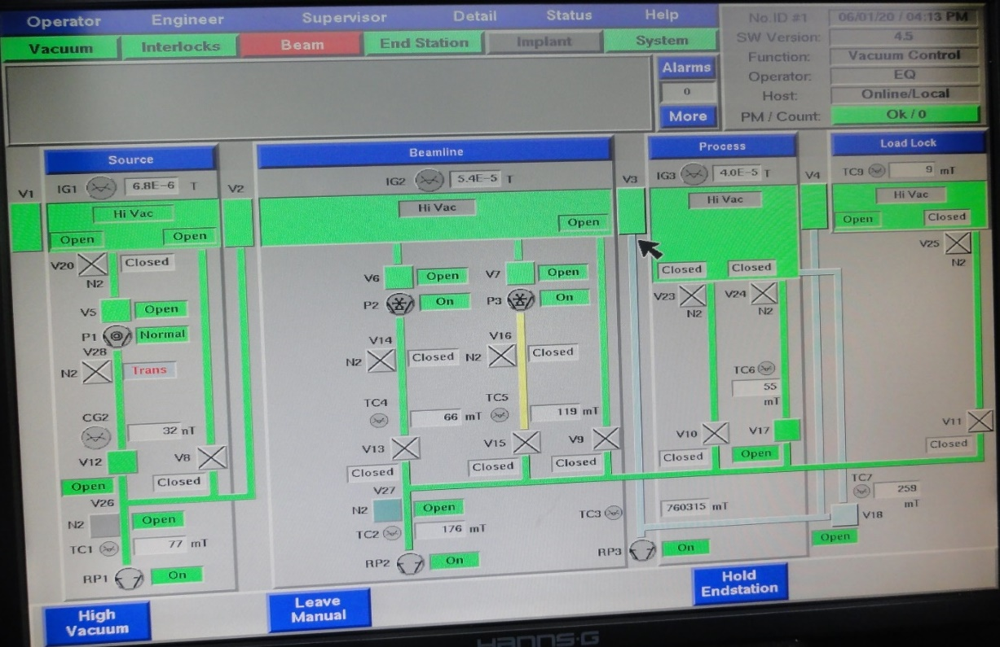 Operator Engineer Supervisor Detail Status Help
Vacuum Interlocks Beam End Station Implant System
No.ID #1 06/01/20 / 04:13 PM
SW Version: 4.5
Function: Vacuum Control
Operator: EQ
Host: Online/Local
PM / Count: Ok / 0
Alarms
0
More
Source
V1
IG1 6.8E-6 T
V2
Hi Vac
Open Open
V20 Closed
N2
V5 Open
P1 Normal
V28
N2 Trans
CG2
32 nT
V12 V8
Open Closed
V26
N2 Open
TC1 77 mT
RP1 On
Beamline
IG2 5.4E-5 T
V3
Hi Vac
Open
V6 Open V7 Open
P2 On P3 On
V14 V16
N2 Closed N2 Closed
TC4 66 mT TC5 119 mT
V13 V15 V9
Closed Closed Closed
V27
N2 Open
TC2 176 mT
RP2 On
TC3 760315 mT
RP3 On
Process
IG3 4.0E-5 T
V4
Hi Vac
Closed Closed
V23 V24
N2 N2
TC6
55
mT
V10 V17
Closed Open
Load Lock
TC9 9 mT
Hi Vac
Open Closed
V25
N2
V11
Closed
TC7
259
mT
V18
Open
High
Vacuum
Leave
Manual
Hold
Endstation
HANNS·G